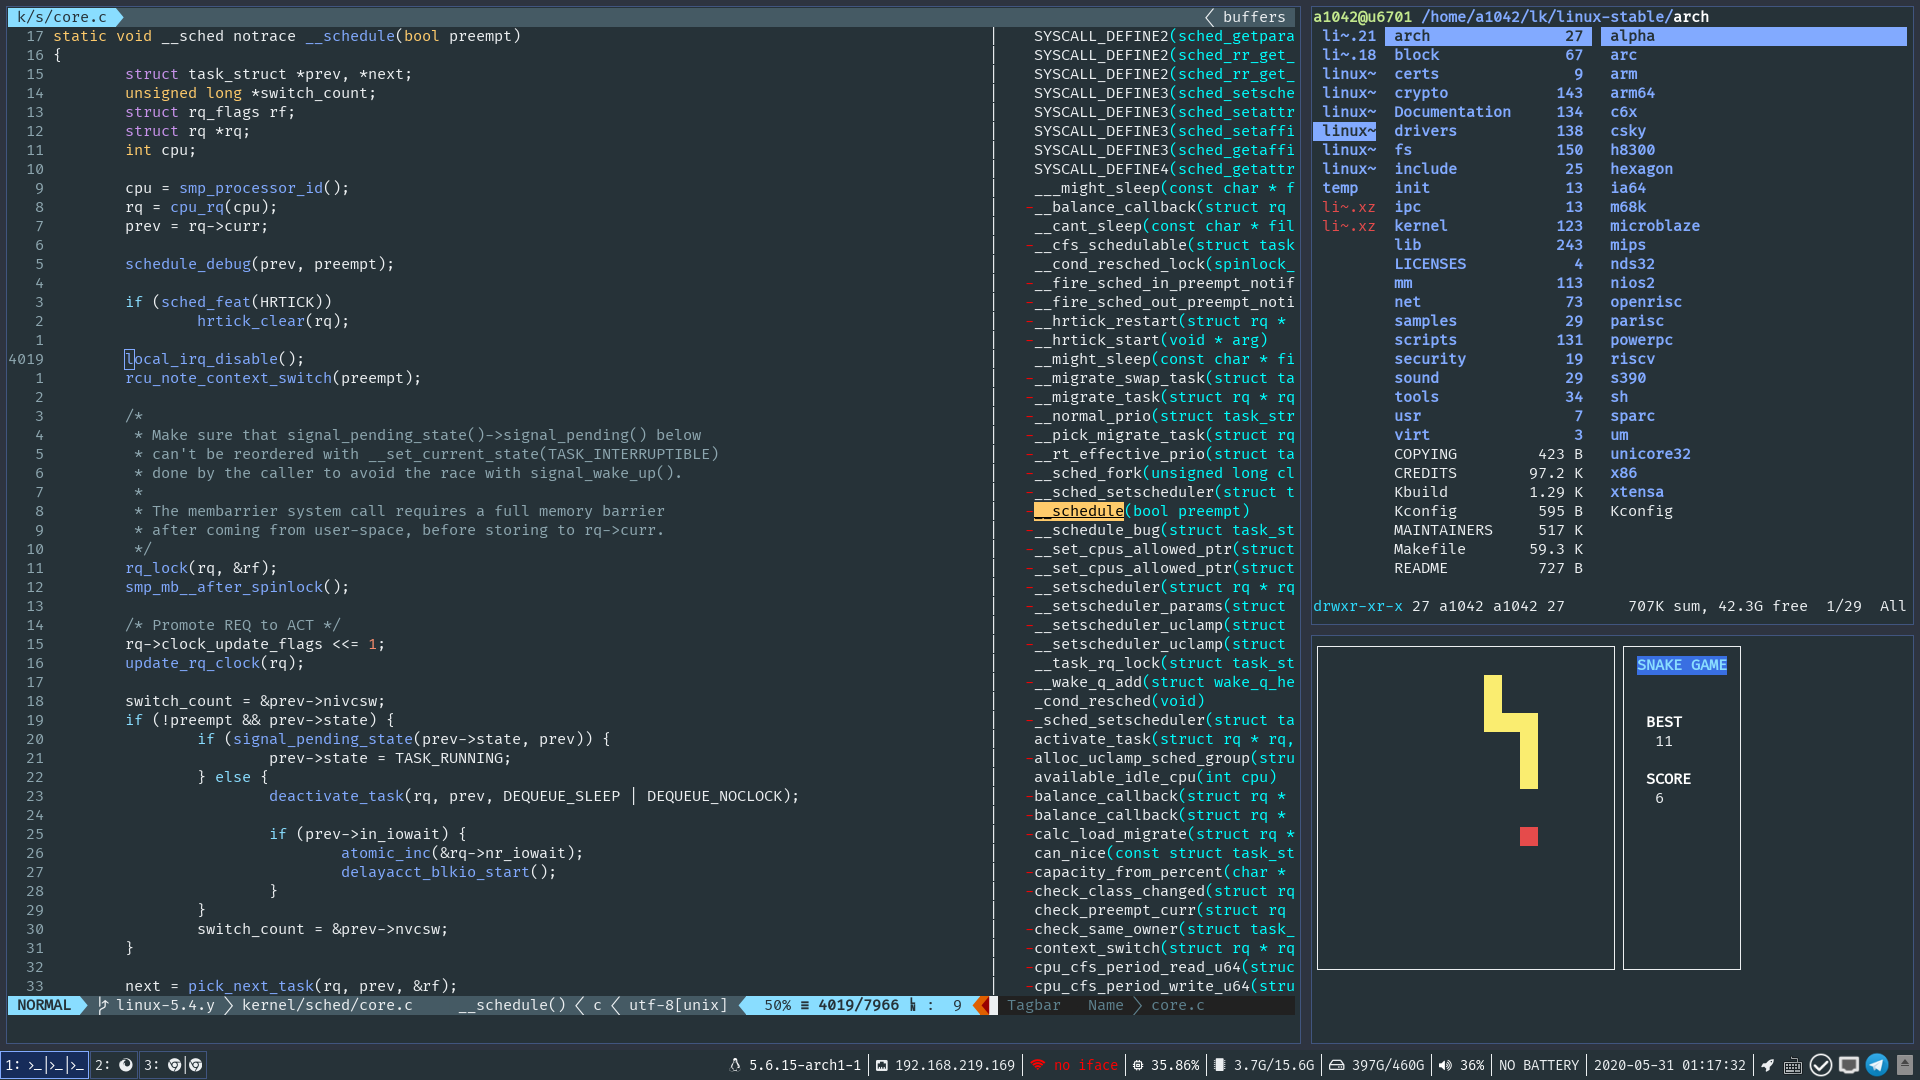 k/s/core.c
buffers
17 static void __sched notrace __schedule(bool preempt)
16 {
15 struct task_struct *prev, *next;
14 unsigned long *switch_count;
13 struct rq_flags rf;
12 struct rq *rq;
11 int cpu;
10
9 cpu = smp_processor_id();
8 rq = cpu_rq(cpu);
7 prev = rq->curr;
6
5 schedule_debug(prev, preempt);
4
3 if (sched_feat(HRTICK))
2 hrtick_clear(rq);
1
4019 local_irq_disable();
1 rcu_note_context_switch(preempt);
2
3 /*
4 * Make sure that signal_pending_state()->signal_pending() below
5 * can't be reordered with __set_current_state(TASK_INTERRUPTIBLE)
6 * done by the caller to avoid the race with signal_wake_up().
7 *
8 * The membarrier system call requires a full memory barrier
9 * after coming from user-space, before storing to rq->curr.
10 */
11 rq_lock(rq, &rf);
12 smp_mb__after_spinlock();
13
14 /* Promote REQ to ACT */
15 rq->clock_update_flags <<= 1;
16 update_rq_clock(rq);
17
18 switch_count = &prev->nivcsw;
19 if (!preempt && prev->state) {
20 if (signal_pending_state(prev->state, prev)) {
21 prev->state = TASK_RUNNING;
22 } else {
23 deactivate_task(rq, prev, DEQUEUE_SLEEP | DEQUEUE_NOCLOCK);
24
25 if (prev->in_iowait) {
26 atomic_inc(&rq->nr_iowait);
27 delayacct_blkio_start();
28 }
29 }
30 switch_count = &prev->nvcsw;
31 }
32
33 next = pick_next_task(rq, prev, &rf);
NORMAL linux-5.4.y kernel/sched/core.c __schedule() c utf-8[unix] 50% ≡ 4019/7966 : 9
SYSCALL_DEFINE2(sched_getpara
SYSCALL_DEFINE2(sched_rr_get_
SYSCALL_DEFINE2(sched_rr_get_
SYSCALL_DEFINE3(sched_setsche
SYSCALL_DEFINE3(sched_setattr
SYSCALL_DEFINE3(sched_setaffi
SYSCALL_DEFINE3(sched_getaffi
SYSCALL_DEFINE4(sched_getattr
___might_sleep(const char * f
-__balance_callback(struct rq
__cant_sleep(const char * fil
-__cfs_schedulable(struct task
__cond_resched_lock(spinlock_
-__fire_sched_in_preempt_notif
-__fire_sched_out_preempt_noti
-__hrtick_restart(struct rq *
-__hrtick_start(void * arg)
__might_sleep(const char * fi
-__migrate_swap_task(struct ta
-__migrate_task(struct rq * rq
-__normal_prio(struct task_str
-__pick_migrate_task(struct rq
-__rt_effective_prio(struct ta
-__sched_fork(unsigned long cl
-__sched_setscheduler(struct t
-__schedule(bool preempt)
-__schedule_bug(struct task_st
-__set_cpus_allowed_ptr(struct
-__set_cpus_allowed_ptr(struct
-__setscheduler(struct rq * rq
-__setscheduler_params(struct
-__setscheduler_uclamp(struct
-__setscheduler_uclamp(struct
__task_rq_lock(struct task_st
-__wake_q_add(struct wake_q_he
_cond_resched(void)
-_sched_setscheduler(struct ta
activate_task(struct rq * rq,
-alloc_uclamp_sched_group(stru
available_idle_cpu(int cpu)
-balance_callback(struct rq *
-balance_callback(struct rq *
-calc_load_migrate(struct rq *
can_nice(const struct task_st
-capacity_from_percent(char *
-check_class_changed(struct rq
check_preempt_curr(struct rq
-check_same_owner(struct task_
-context_switch(struct rq * rq
-cpu_cfs_period_read_u64(struc
-cpu_cfs_period_write_u64(stru
Tagbar Name core.c
a1042@u6701 /home/a1042/lk/linux-stable/arch
li~.21 arch 27 alpha
li~.18 block 67 arc
linux~ certs 9 arm
linux~ crypto 143 arm64
linux~ Documentation 134 c6x
linux~ drivers 138 csky
linux~ fs 150 h8300
linux~ include 25 hexagon
temp init 13 ia64
li~.xz ipc 13 m68k
li~.xz kernel 123 microblaze
lib 243 mips
LICENSES 4 nds32
mm 113 nios2
net 73 openrisc
samples 29 parisc
scripts 131 powerpc
security 19 riscv
sound 29 s390
tools 34 sh
usr 7 sparc
virt 3 um
COPYING 423 B unicore32
CREDITS 97.2 K x86
Kbuild 1.29 K xtensa
Kconfig 595 B Kconfig
MAINTAINERS 517 K
Makefile 59.3 K
README 727 B
drwxr-xr-x 27 a1042 a1042 27 707K sum, 42.3G free 1/29 All
SNAKE GAME
BEST
11
SCORE
6
1: >_|>_|>_ 2: 3: 5.6.15-arch1-1 | 192.168.219.169 | no iface | 35.86% | 3.7G/15.6G | 397G/460G | 36% | NO BATTERY | 2020-05-31 01:17:32